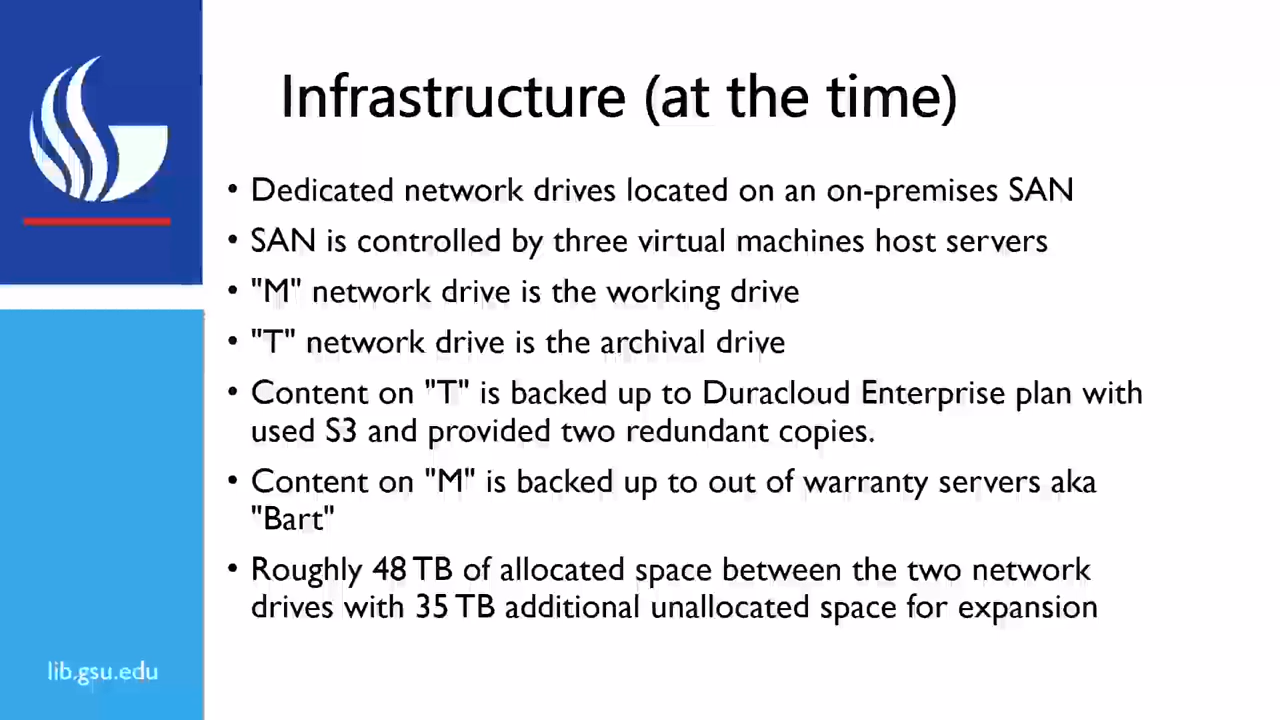 Infrastructure (at the time)
• Dedicated network drives located on an on-premises SAN
• SAN is controlled by three virtual machines host servers
• "M" network drive is the working drive
• "T" network drive is the archival drive
• Content on "T" is backed up to Duracloud Enterprise plan with
used S3 and provided two redundant copies.
• Content on "M" is backed up to out of warranty servers aka
"Bart"
• Roughly 48 TB of allocated space between the two network
drives with 35 TB additional unallocated space for expansion
lib.gsu.edu